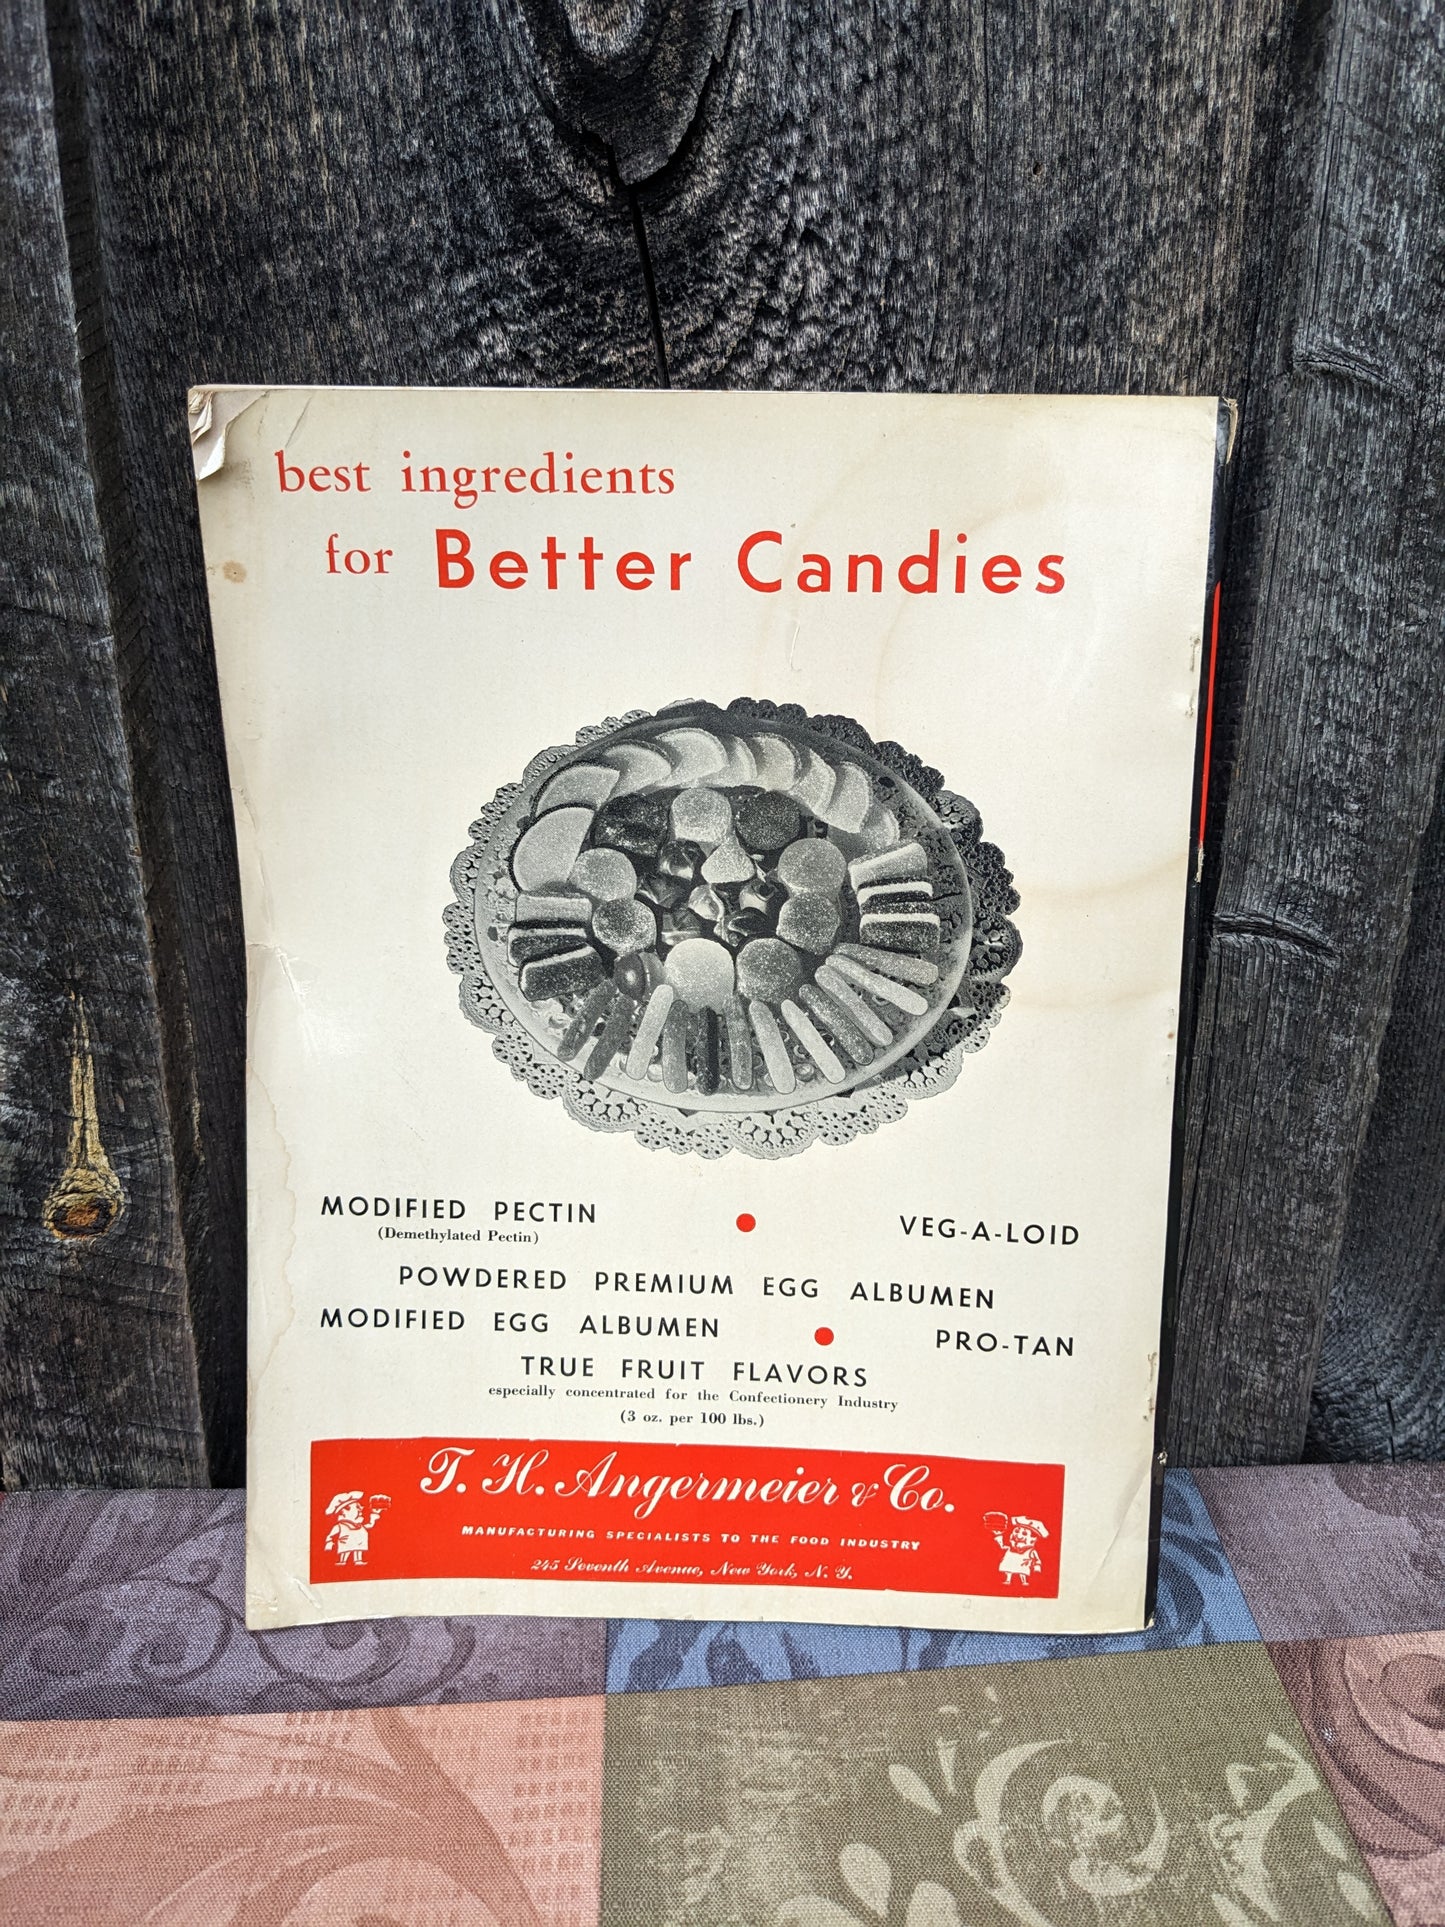 best ingredients
for Better Candies
MODIFIED PECTIN • VEG-A-LOID
(Demethylated Pectin)
POWDERED PREMIUM EGG ALBUMEN
MODIFIED EGG ALBUMEN • PRO-TAN
TRUE FRUIT FLAVORS
especially concentrated for the Confectionery Industry
(3 oz. per 100 lbs.)
T. H. Angermeier & Co.
MANUFACTURING SPECIALISTS TO THE FOOD INDUSTRY
245 Seventh Avenue, New York, N. Y.